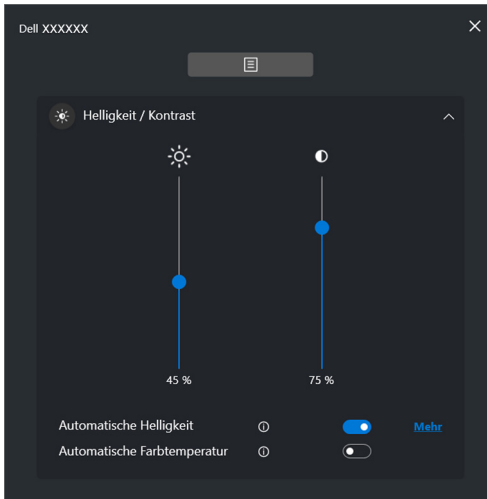 Dell XXXXXX
Helligkeit / Kontrast
45 %
75 %
Automatische Helligkeit
Mehr
Automatische Farbtemperatur